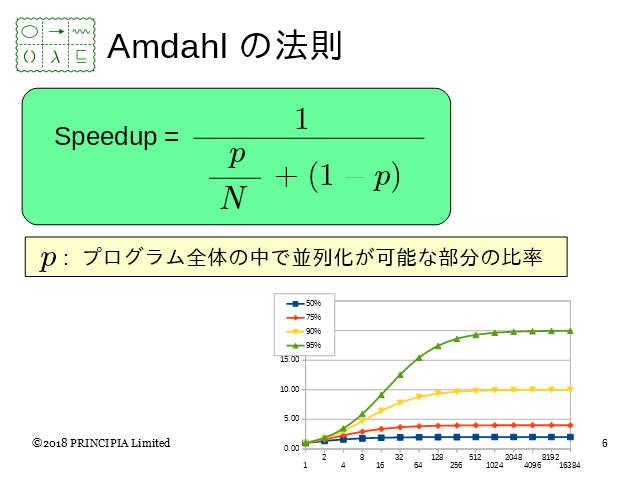 () λ ⊑
Amdahl の法則
Speedup = 1 / (p/N + (1 − p))
p : プログラム全体の中で並列化が可能な部分の比率
50%
75%
90%
95%
15.00
10.00
5.00
0.00
1 2 4 8 16 32 64 128 256 512 1024 2048 4096 8192 16384
©2018 PRINCIPIA Limited
6